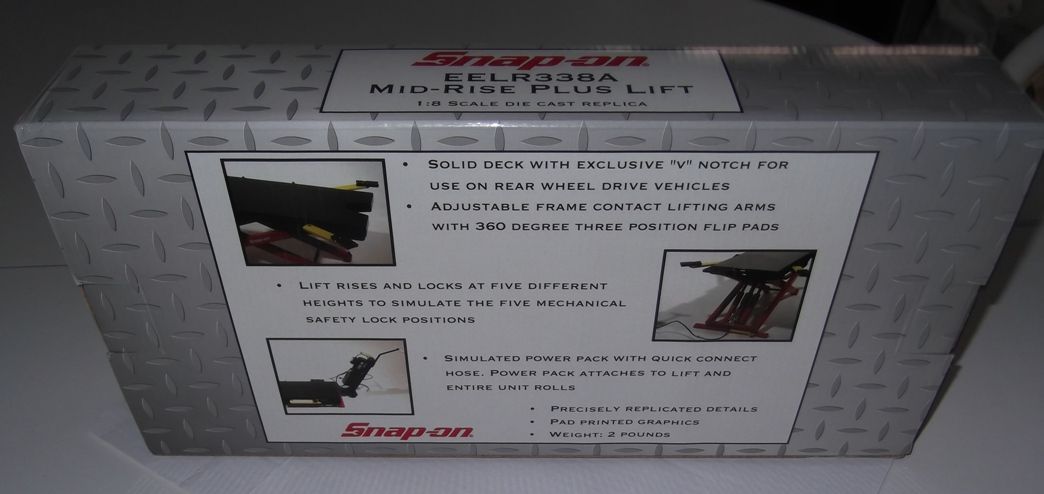 Snap-on
EELR338A
Mid-Rise Plus Lift
1:8 Scale die cast replica
• Solid deck with exclusive "V" notch for
use on rear wheel drive vehicles
• Adjustable frame contact lifting arms
with 360 degree three position flip pads
• Lift rises and locks at five different
heights to simulate the five mechanical
safety lock positions
• Simulated power pack with quick connect
hose. Power pack attaches to lift and
entire unit rolls
• Precisely replicated details
• Pad printed graphics
• Weight: 2 pounds
Snap-on